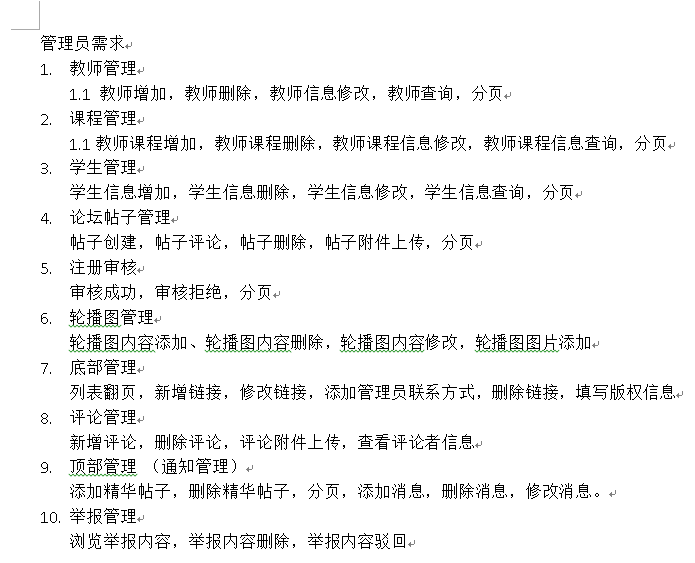 管理员需求
1. 教师管理
1.1 教师增加，教师删除，教师信息修改，教师查询，分页
2. 课程管理
1.1教师课程增加，教师课程删除，教师课程信息修改，教师课程信息查询，分页
3. 学生管理
学生信息增加，学生信息删除，学生信息修改，学生信息查询，分页
4. 论坛帖子管理
帖子创建，帖子评论，帖子删除，帖子附件上传，分页
5. 注册审核
审核成功，审核拒绝，分页
6. 轮播图管理
轮播图内容添加、轮播图内容删除，轮播图内容修改，轮播图图片添加
7. 底部管理
列表翻页，新增链接，修改链接，添加管理员联系方式，删除链接，填写版权信息
8. 评论管理
新增评论，删除评论，评论附件上传，查看评论者信息
9. 顶部管理 （通知管理）
添加精华帖子，删除精华帖子，分页，添加消息，删除消息，修改消息。
10. 举报管理
浏览举报内容，举报内容删除，举报内容驳回